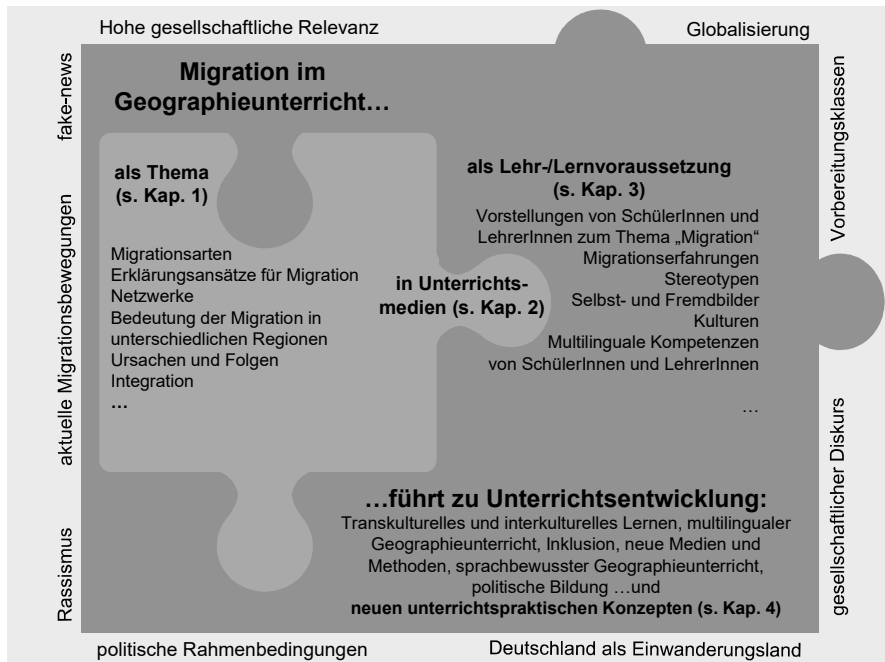 Hohe gesellschaftliche Relevanz
Globalisierung
fake-news
aktuelle Migrationsbewegungen
Rassismus
Migration im
Geographieunterricht…
als Thema
(s. Kap. 1)
Migrationsarten
Erklärungsansätze für Migration
Netzwerke
Bedeutung der Migration in
unterschiedlichen Regionen
Ursachen und Folgen
Integration
…
in Unterrichts-
medien (s. Kap. 2)
als Lehr-/Lernvoraussetzung
(s. Kap. 3)
Vorstellungen von SchülerInnen und
LehrerInnen zum Thema „Migration“
Migrationserfahrungen
Stereotypen
Selbst- und Fremdbilder
Kulturen
Multilinguale Kompetenzen
von SchülerInnen und LehrerInnen
…
…führt zu Unterrichtsentwicklung:
Transkulturelles und interkulturelles Lernen, multilingualer
Geographieunterricht, Inklusion, neue Medien und
Methoden, sprachbewusster Geographieunterricht,
politische Bildung …und
neuen unterrichtspraktischen Konzepten (s. Kap. 4)
Vorbereitungsklassen
gesellschaftlicher Diskurs
politische Rahmenbedingungen
Deutschland als Einwanderungsland